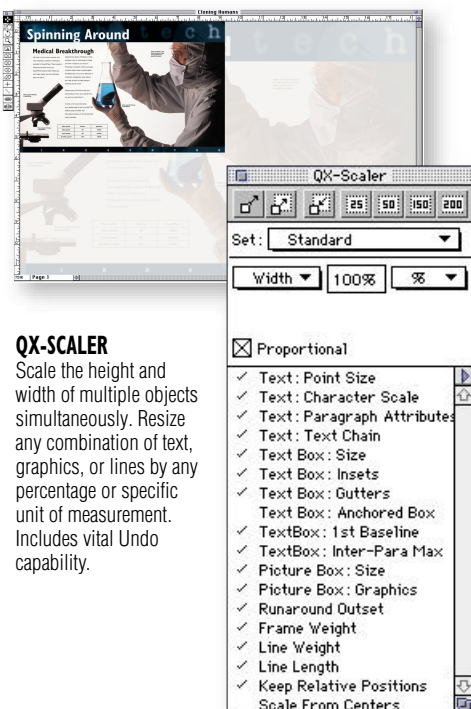 Cloning Humans
tech
Spinning Around
Medical Breakthrough
Page 1
QX-Scaler
25 50 150 200
Set: Standard
Width 100% %
Proportional
Text: Point Size
Text: Character Scale
Text: Paragraph Attributes
Text: Text Chain
Text Box: Size
Text Box: Insets
Text Box: Gutters
Text Box: Anchored Box
TextBox: 1st Baseline
TextBox: Inter-Para Max
Picture Box: Size
Picture Box: Graphics
Runaround Outset
Frame Weight
Line Weight
Line Length
Keep Relative Positions
Scale From Centers
QX-SCALER
Scale the height and
width of multiple objects
simultaneously. Resize
any combination of text,
graphics, or lines by any
percentage or specific
unit of measurement.
Includes vital Undo
capability.